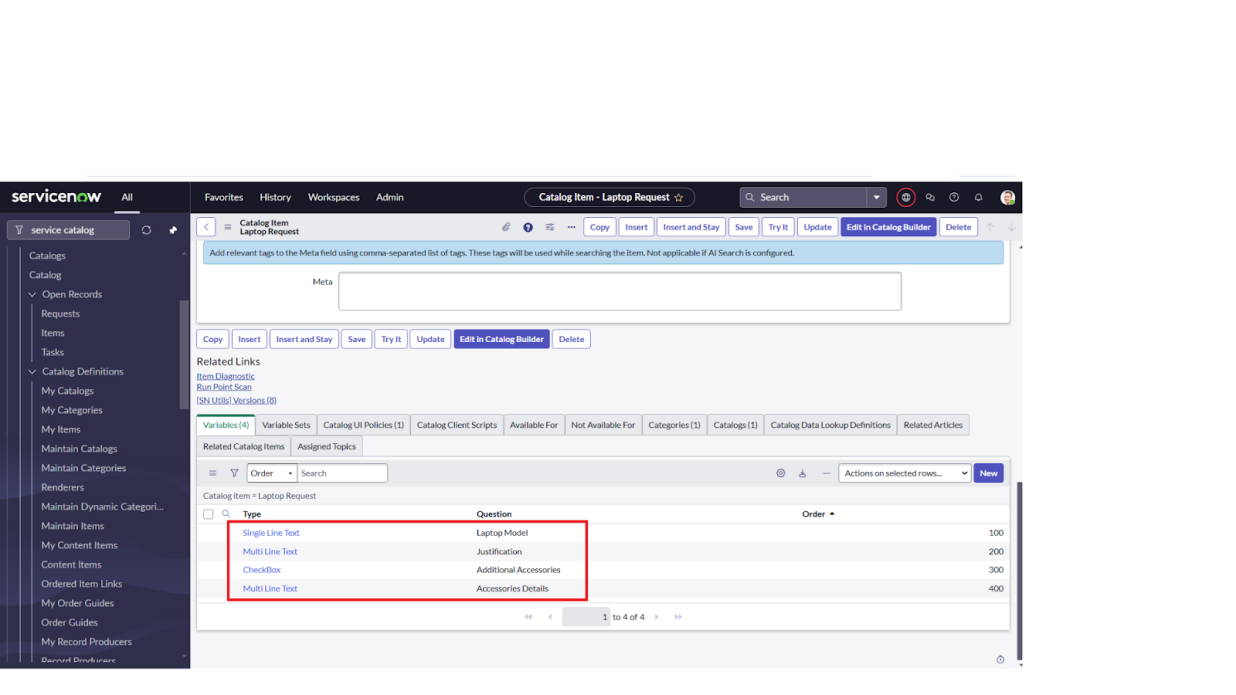 servicenow All Favorites History Workspaces Admin Catalog Item - Laptop Request Search
service catalog
Catalog Item
Laptop Request
Copy Insert Insert and Stay Save Try It Update Edit in Catalog Builder Delete
Catalogs
Catalog
Open Records
Requests
Items
Tasks
Catalog Definitions
My Catalogs
My Categories
My Items
Maintain Catalogs
Maintain Categories
Renderers
Maintain Dynamic Categori...
Maintain Items
My Content Items
Content Items
Ordered Item Links
My Order Guides
Order Guides
My Record Producers
Record Producers
Add relevant tags to the Meta field using comma-separated list of tags. These tags will be used while searching the item. Not applicable if AI Search is configured.
Meta
Copy Insert Insert and Stay Save Try It Update Edit in Catalog Builder Delete
Related Links
Item Diagnostic
Run Point Scan
[SN Utils] Versions (8)
Variables (4) Variable Sets Catalog UI Policies (1) Catalog Client Scripts Available For Not Available For Categories (1) Catalogs (1) Catalog Data Lookup Definitions Related Articles
Related Catalog Items Assigned Topics
Order Search Actions on selected rows... New
Catalog item = Laptop Request
Type Question Order
Single Line Text Laptop Model 100
Multi Line Text Justification 200
CheckBox Additional Accessories 300
Multi Line Text Accessories Details 400
1 to 4 of 4